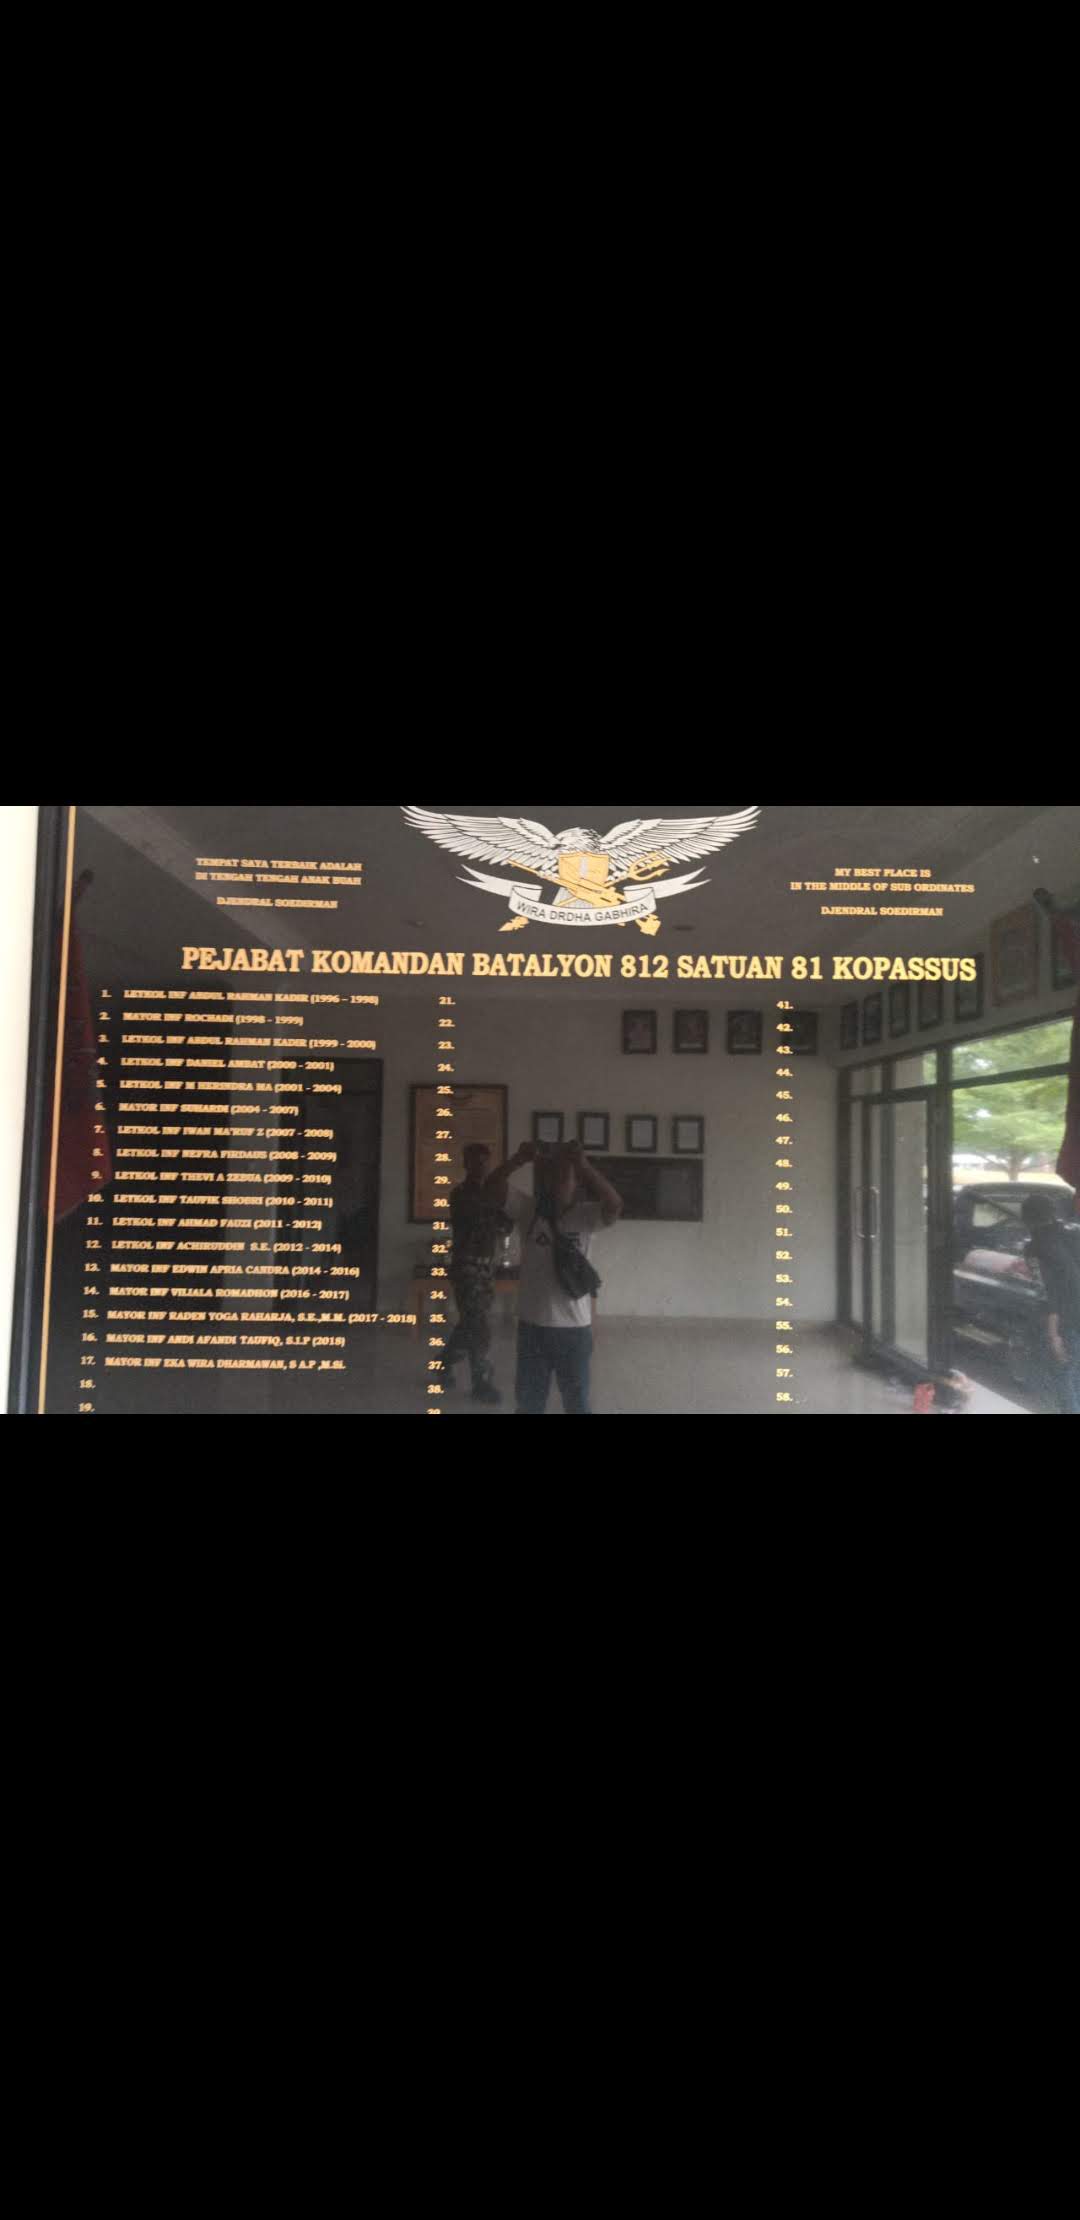 TEMPAT SAYA TERBAIK ADALAH
DI TENGAH TENGAH ANAK BUAH
DJENDRAL SOEDIRMAN
WIRA DRDHA GABHIRA
MY BEST PLACE IS
IN THE MIDDLE OF SUB ORDINATES
DJENDRAL SOEDIRMAN
PEJABAT KOMANDAN BATALYON 812 SATUAN 81 KOPASSUS
1. LETKOL INF ABDUL RAHMAN KADIR (1996 - 1998)
2. MAYOR INF ROCHADI (1998 - 1999)
3. LETKOL INF ABDUL RAHMAN KADIR (1999 - 2000)
4. LETKOL INF DANIEL AMBAT (2000 - 2001)
5. LETKOL INF M HERINDRA MA (2001 - 2004)
6. MAYOR INF SUHARDI (2004 - 2007)
7. LETKOL INF IWAN MA'RUF Z (2007 - 2008)
8. LETKOL INF NEFRA FIRDAUS (2008 - 2009)
9. LETKOL INF THEVI A ZEBUA (2009 - 2010)
10. LETKOL INF TAUFIK SHOBRI (2010 - 2011)
11. LETKOL INF AHMAD FAUZI (2011 - 2012)
12. LETKOL INF ACHIRUDDIN S.E. (2012 - 2014)
13. MAYOR INF EDWIN APRIA CANDRA (2014 - 2016)
14. MAYOR INF VILIALA ROMADHON (2016 - 2017)
15. MAYOR INF RADEN YOGA RAHARJA, S.E.,M.M. (2017 - 2018)
16. MAYOR INF ANDI AFANDI TAUFIQ, S.I.P (2018)
17. MAYOR INF EKA WIRA DHARMAWAN, S A.P ,M.Si.
18.
19.
21.
22.
23.
24.
25.
26.
27.
28.
29.
30.
31.
32.
33.
34.
35.
36.
37.
38.
39.
41.
42.
43.
44.
45.
46.
47.
48.
49.
50.
51.
52.
53.
54.
55.
56.
57.
58.